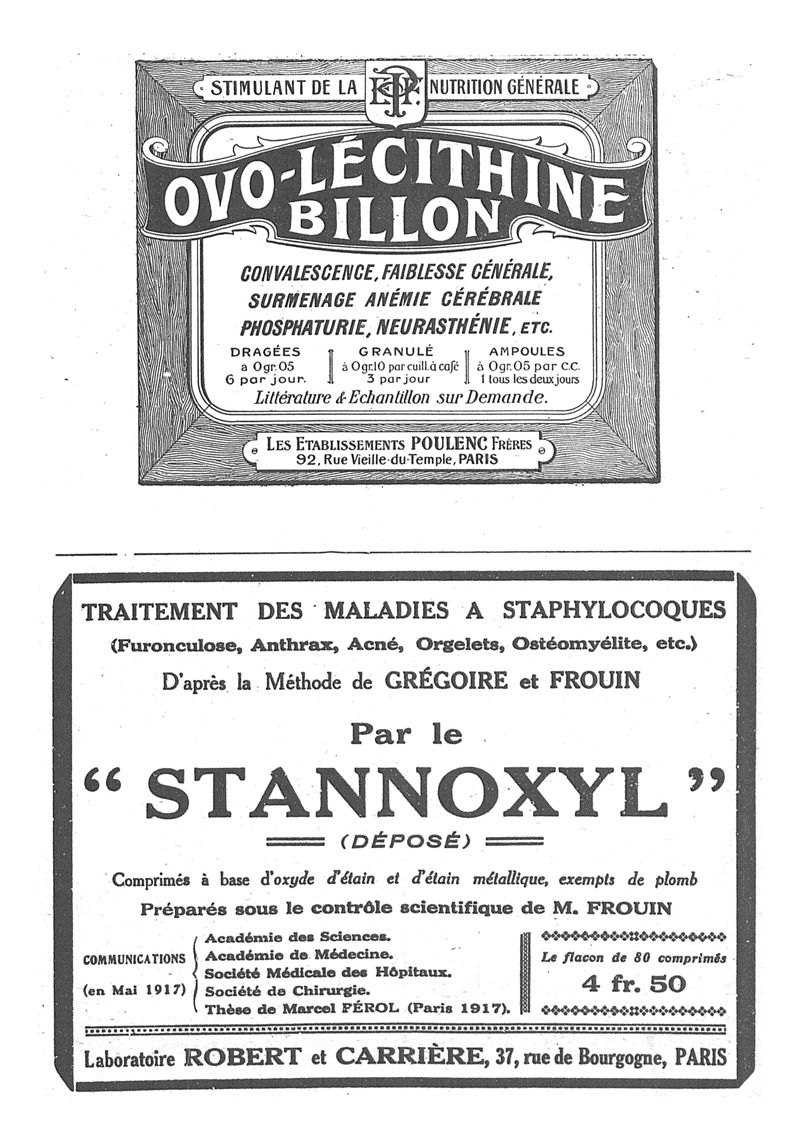 STIMULANT DE LA EPF. NUTRITION GÉNÉRALE
OVO-LÉCITHINE
BILLON
CONVALESCENCE, FAIBLESSE GÉNÉRALE,
SURMENAGE ANÉMIE CÉRÉBRALE
PHOSPHATURIE, NEURASTHÉNIE, ETC.
DRAGÉES
a 0gr.05
6 par jour.
GRANULÉ
à 0gr.10 par cuill. à café
3 par jour
AMPOULES
à 0gr.05 par C.C.
1 tous les deux jours
Littérature & Echantillon sur Demande.
LES ETABLISSEMENTS POULENC FRÈRES
92, Rue Vieille-du-Temple, PARIS
TRAITEMENT DES MALADIES A STAPHYLOCOQUES
(Furonculose, Anthrax, Acné, Orgelets, Ostéomyélite, etc.)
D'après la Méthode de GRÉGOIRE et FROUIN
Par le
“ STANNOXYL ”
(DÉPOSÉ)
Comprimés à base d'oxyde d'étain et d'étain métallique, exempts de plomb
Préparés sous le contrôle scientifique de M. FROUIN
COMMUNICATIONS
(en Mai 1917)
Académie des Sciences.
Académie de Médecine.
Société Médicale des Hôpitaux.
Société de Chirurgie.
Thèse de Marcel PÉROL (Paris 1917).
Le flacon de 80 comprimés
4 fr. 50
Laboratoire ROBERT et CARRIÈRE, 37, rue de Bourgogne, PARIS